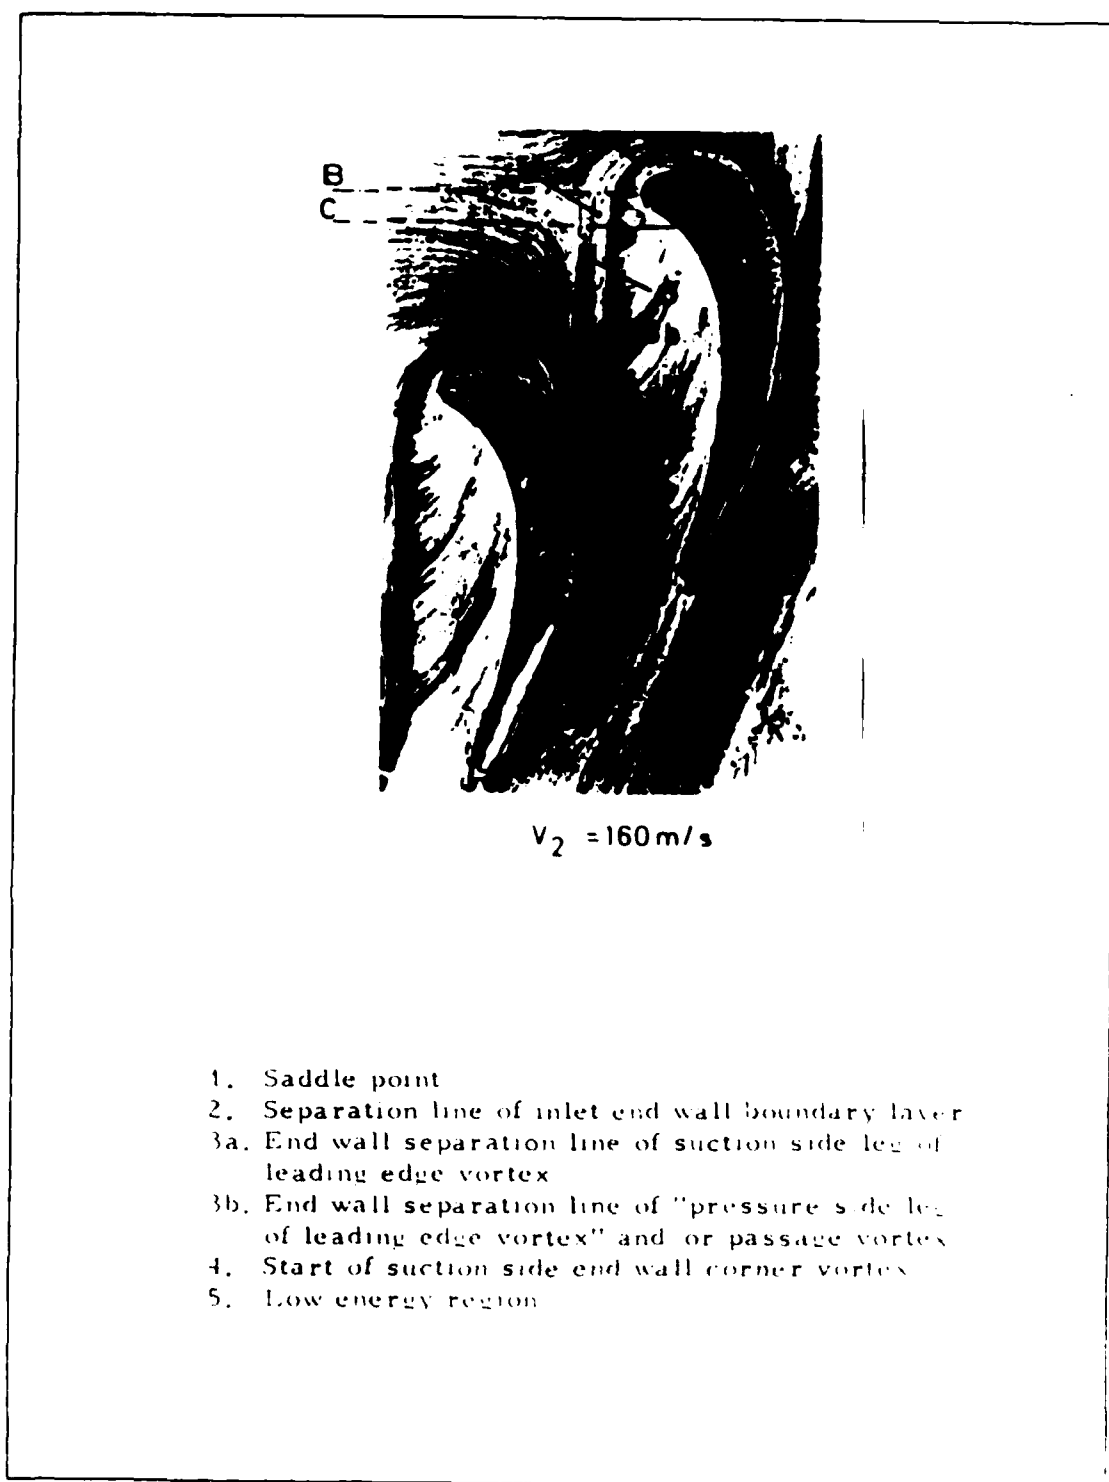 B
C
V2 = 160 m/s
1. Saddle point
2. Separation line of inlet end wall boundary layer
3a. End wall separation line of suction side leg of
leading edge vortex
3b. End wall separation line of "pressure side leg
of leading edge vortex" and or passage vortex
4. Start of suction side end wall corner vortex
5. Low energy region